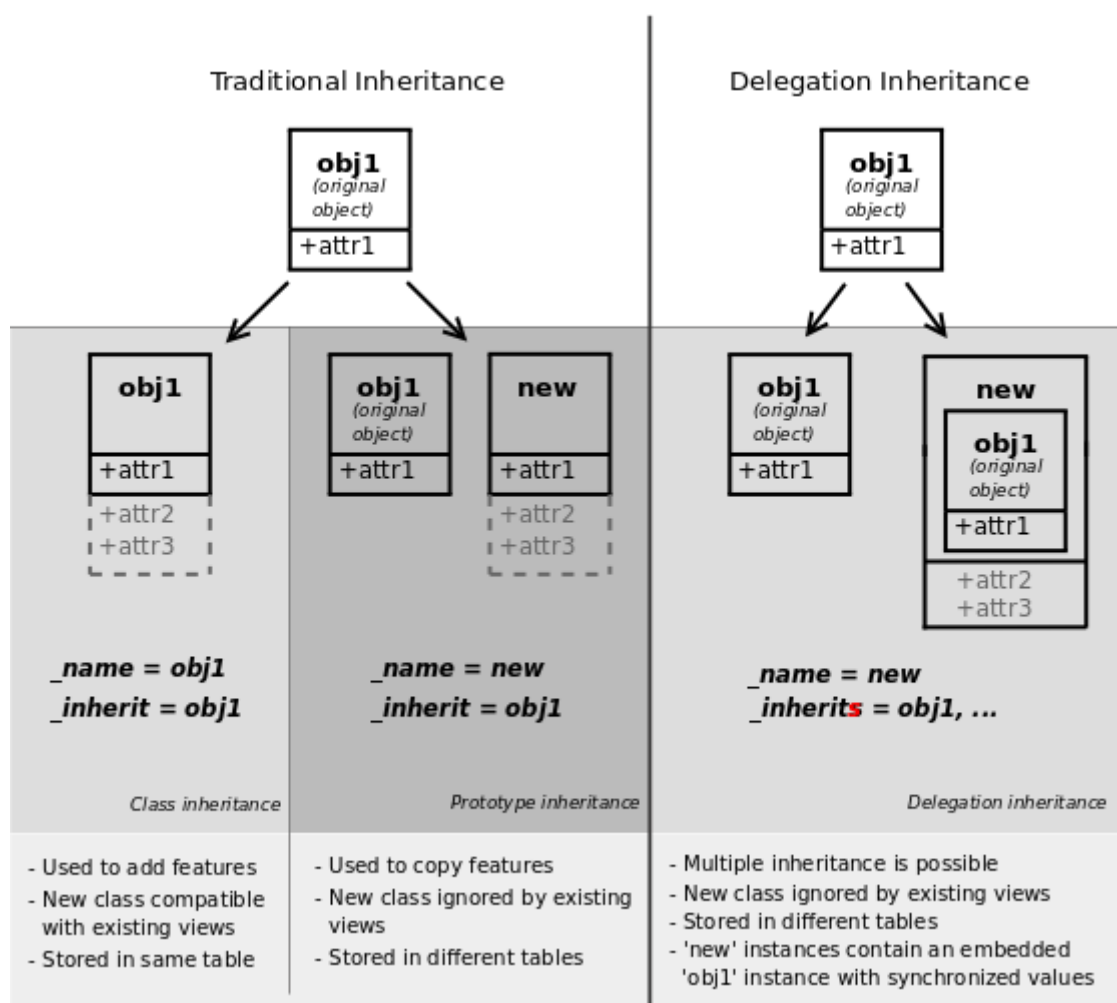 Traditional Inheritance
obj1
(original
object)
+attr1
obj1
+attr1
+attr2
+attr3
_name = obj1
_inherit = obj1
Class inheritance
- Used to add features
- New class compatible
with existing views
- Stored in same table
obj1
(original
object)
+attr1
new
+attr1
+attr2
+attr3
_name = new
_inherit = obj1
Prototype inheritance
- Used to copy features
- New class ignored by existing
views
- Stored in different tables
Delegation Inheritance
obj1
(original
object)
+attr1
obj1
(original
object)
+attr1
new
obj1
(original
object)
+attr1
+attr2
+attr3
_name = new
_inherits = obj1, ...
Delegation inheritance
- Multiple inheritance is possible
- New class ignored by existing views
- Stored in different tables
- 'new' instances contain an embedded
'obj1' instance with synchronized values